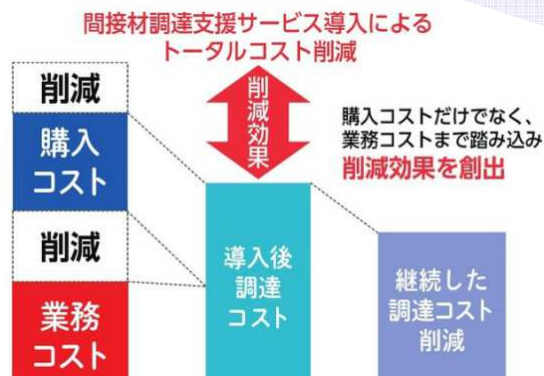 間接材調達支援サービス導入による
トータルコスト削減
削減
購入
コスト
削減
業務
コスト
削減効果
導入後
調達
コスト
購入コストだけでなく、
業務コストまで踏み込み
削減効果を創出
継続した
調達コスト
削減